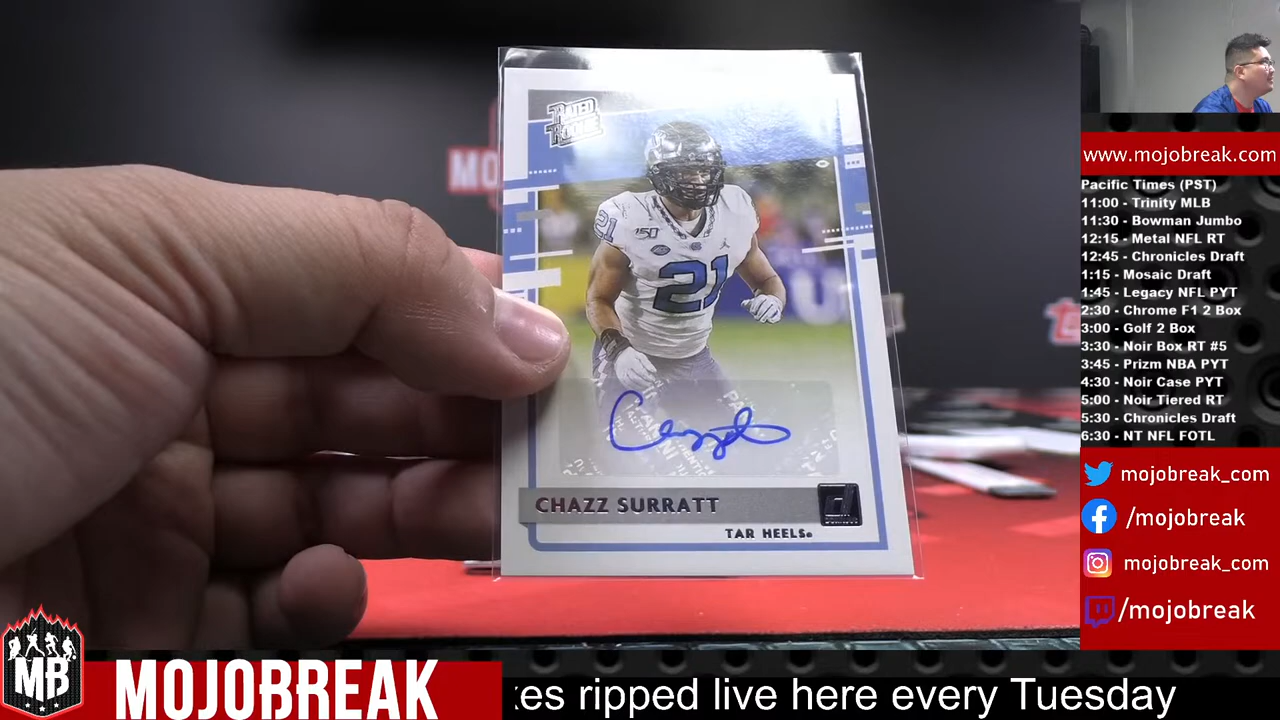 RATED
ROOKIE
21
150
21
CHAZZ SURRATT
TAR HEELS
www.mojobreak.com
Pacific Times (PST)
11:00 - Trinity MLB
11:30 - Bowman Jumbo
12:15 - Metal NFL RT
12:45 - Chronicles Draft
1:15 - Mosaic Draft
1:45 - Legacy NFL PYT
2:30 - Chrome F1 2 Box
3:00 - Golf 2 Box
3:30 - Noir Box RT #5
3:45 - Prizm NBA PYT
4:30 - Noir Case PYT
5:00 - Noir Tiered RT
5:30 - Chronicles Draft
6:30 - NT NFL FOTL
mojobreak_com
/mojobreak
mojobreak_com
/mojobreak
MB
MOJOBREAK
kes ripped live here every Tuesday